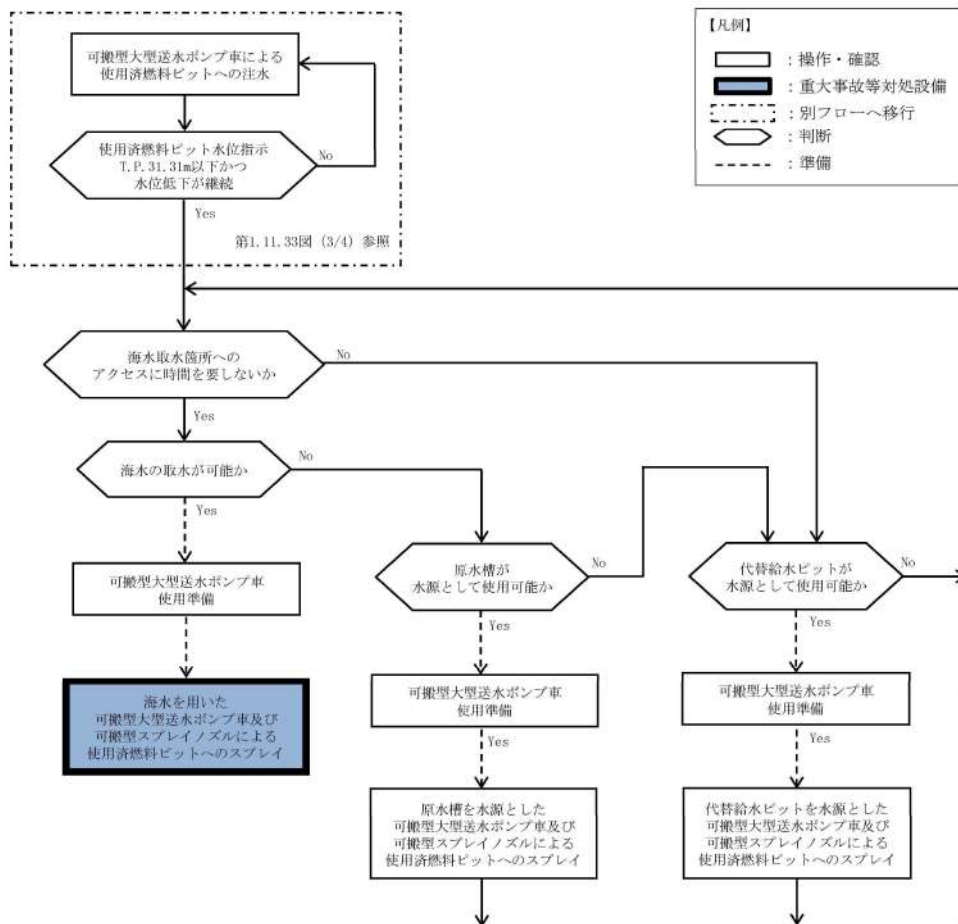 可搬型大型送水ポンプ車による
使用済燃料ピットへの注水
使用済燃料ピット水位指示
T.P.31.31m以下かつ
水位低下が継続
No
Yes
第1.11.33図 (3/4) 参照
【凡例】
：操作・確認
：重大事故等対処設備
：別フローへ移行
：判断
：準備
海水取水箇所への
アクセスに時間を要しないか
No
Yes
海水の取水が可能か
No
Yes
原水槽が
水源として使用可能か
No
Yes
代替給水ピットが
水源として使用可能か
No
Yes
可搬型大型送水ポンプ車
使用準備
可搬型大型送水ポンプ車
使用準備
Yes
可搬型大型送水ポンプ車
使用準備
Yes
海水を用いた
可搬型大型送水ポンプ車及び
可搬型スプレイノズルによる
使用済燃料ピットへのスプレイ
原水槽を水源とした
可搬型大型送水ポンプ車及び
可搬型スプレイノズルによる
使用済燃料ピットへのスプレイ
代替給水ピットを水源とした
可搬型大型送水ポンプ車及び
可搬型スプレイノズルによる
使用済燃料ピットへのスプレイ